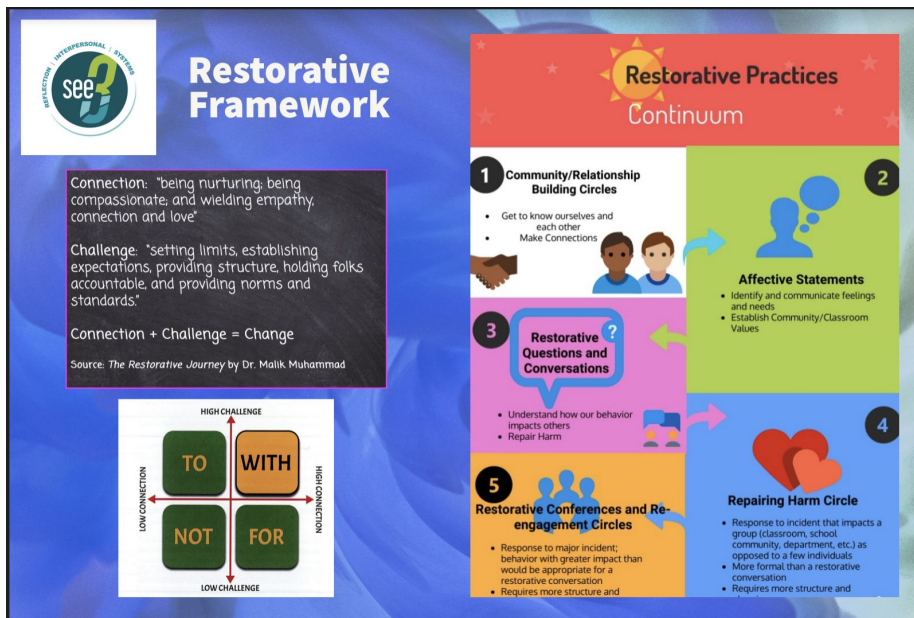 REFLECTION | INTERPERSONAL | SYSTEMS
see3
Restorative
Framework
Connection: "being nurturing; being
compassionate; and wielding empathy,
connection and love"
Challenge: "setting limits, establishing
expectations, providing structure, holding folks
accountable, and providing norms and
standards."
Connection + Challenge = Change
Source: The Restorative Journey by Dr. Malik Muhammad
HIGH CHALLENGE
LOW CONNECTION
TO
WITH
HIGH CONNECTION
NOT
FOR
LOW CHALLENGE
Restorative Practices
Continuum
1
Community/Relationship
Building Circles
• Get to know ourselves and
each other
• Make Connections
2
Affective Statements
• Identify and communicate feelings
and needs
• Establish Community/Classroom
Values
3
?
Restorative
Questions and
Conversations
• Understand how our behavior
impacts others
• Repair Harm
4
Repairing Harm Circle
• Response to incident that impacts a
group (classroom, school
community, department, etc.) as
opposed to a few individuals
• More formal than a restorative
conversation
• Requires more structure and
5
Restorative Conferences and Re-
engagement Circles
• Response to major incident;
behavior with greater impact than
would be appropriate for a
restorative conversation
• Requires more structure and